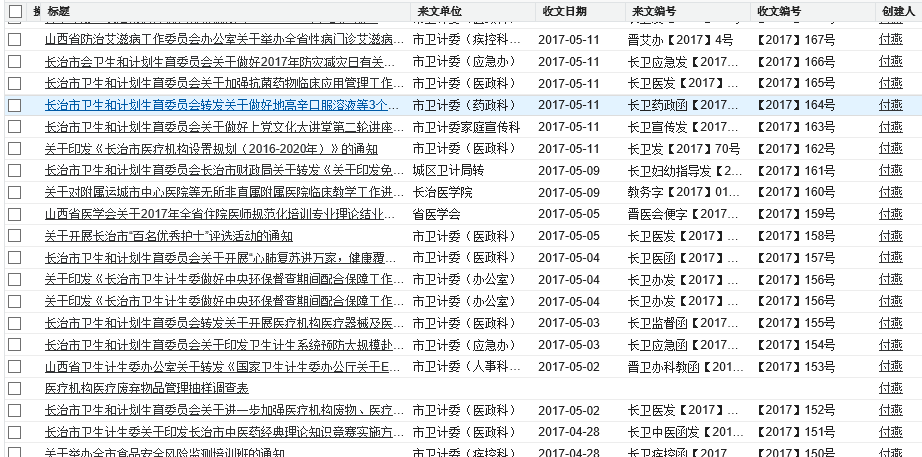 标题 来文单位 收文日期 来文编号 收文编号 创建人
山西省防治艾滋病工作委员会办公室关于举办全省性病门诊艾滋病... 市卫计委（疾控科... 2017-05-11 晋艾办【2017】4号 【2017】167号 付燕
长治市会卫生和计划生育委员会关于做好2017年防灾减灾日有关... 市卫计委（应急办） 2017-05-11 长卫应急发【2017... 【2017】166号 付燕
长治市卫生和计划生育委员会关于加强抗菌药物临床应用管理工作... 市卫计委（医政科） 2017-05-11 长卫医发【2017】... 【2017】165号 付燕
长治市卫生和计划生育委员会转发关于做好地高辛口服溶液等3个... 市卫计委（药政科） 2017-05-11 长卫药政函【2017... 【2017】164号 付燕
长治市卫生和计划生育委员会关于做好上党文化大讲堂第二轮讲座... 市卫计委家庭宣传科 2017-05-11 长卫宣传发【2017... 【2017】163号 付燕
关于印发《长治市医疗机构设置规划（2016-2020年）》的通知 市卫计委（医政科） 2017-05-11 长卫发【2017】70号 【2017】162号 付燕
长治市卫生和计划生育委员会长治市财政局关于转发《关于印发免... 城区卫计局转 2017-05-09 长卫妇幼指导发【2... 【2017】161号 付燕
关于对附属运城市中心医院等无所非直属附属医院临床教学工作进... 长治医学院 2017-05-09 教务字【2017】01... 【2017】160号 付燕
山西省医学会关于2017年全省住院医师规范化培训专业理论结业... 省医学会 2017-05-05 晋医会便字【2017】... 【2017】159号 付燕
关于开展长治市“百名优秀护士”评选活动的通知 市卫计委（医政科） 2017-05-05 长卫医发【2017】... 【2017】158号 付燕
长治市卫生和计划生育委员会关于开展“心肺复苏进万家，健康覆... 市卫计委（医政科） 2017-05-04 长卫医函【2017】... 【2017】157号 付燕
关于印发《长治市卫生计生委做好中央环保督查期间配合保障工作... 市卫计委（办公室） 2017-05-04 长卫办发【2017】... 【2017】156号 付燕
关于印发《长治市卫生计生委做好中央环保督查期间配合保障工作... 市卫计委（办公室） 2017-05-04 长卫办发【2017】... 【2017】156号 付燕
长治市卫生和计划生育委员会转发关于开展医疗机构医疗器械及医... 市卫计委（医政科） 2017-05-03 长卫监督函【2017... 【2017】155号 付燕
长治市卫生和计划生育委员会关于印发卫生计生系统预防大规模扑... 市卫计委（应急办） 2017-05-03 长卫应急函【2017... 【2017】154号 付燕
山西省卫生计生委办公室关于转发《国家卫生计生委办公厅关于E... 市卫计委（人事科... 2017-05-02 晋卫办科教函【201... 【2017】153号 付燕
医疗机构医疗废弃物品管理抽样调查表 付燕
长治市卫生和计划生育委员会关于进一步加强医疗机构废物、医疗... 市卫计委（医政科） 2017-05-02 长卫医发【2017】... 【2017】152号 付燕
长治市卫生计生委关于印发长治市中医药经典理论知识竟赛实施方... 市卫计委（医政科） 2017-04-28 长卫中医函发【201... 【2017】151号 付燕
关于举办全市食品安全风险监测培训班的通知 市卫计委（疾控科） 2017-04-28 长卫疾控函【2017... 【2017】150号 付燕